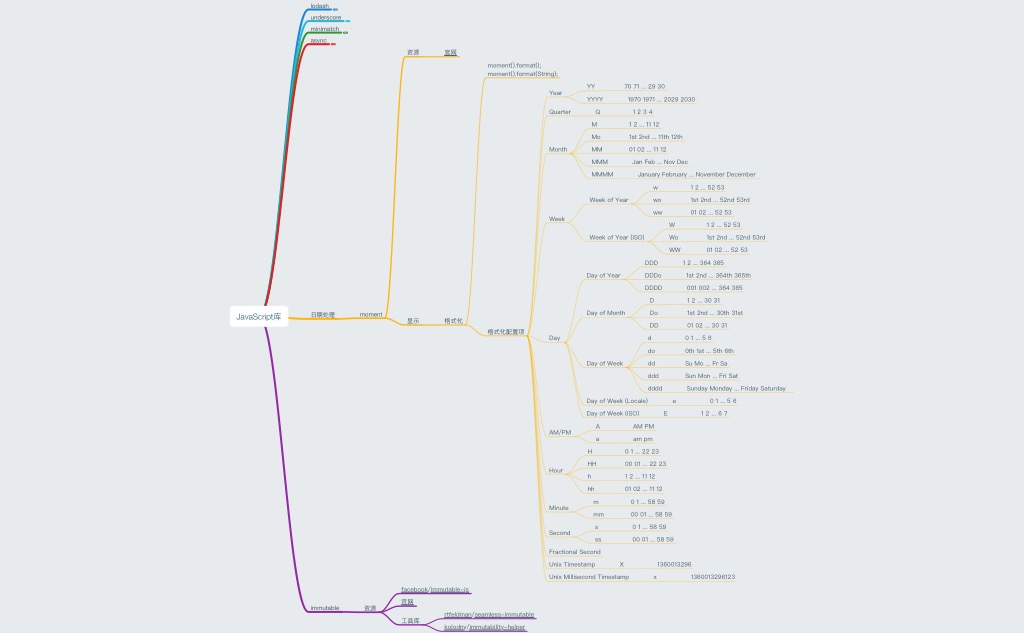 lodash
underscore
minimatch
async
资源
官网
moment().format();
moment().format(String);
Year
YY
70 71 ... 29 30
YYYY
1970 1971 ... 2029 2030
Quarter
Q
1 2 3 4
Month
M
1 2 ... 11 12
Mo
1st 2nd ... 11th 12th
MM
01 02 ... 11 12
MMM
Jan Feb ... Nov Dec
MMMM
January February ... November December
Week
Week of Year
w
1 2 ... 52 53
wo
1st 2nd ... 52nd 53rd
ww
01 02 ... 52 53
Week of Year (ISO)
W
1 2 ... 52 53
Wo
1st 2nd ... 52nd 53rd
WW
01 02 ... 52 53
Day of Year
DDD
1 2 ... 364 365
DDDo
1st 2nd ... 364th 365th
DDDD
001 002 ... 364 365
Day of Month
D
1 2 ... 30 31
Do
1st 2nd ... 30th 31st
DD
01 02 ... 30 31
JavaScript库
日期处理
moment
显示
格式化
格式化配置项
Day
Day of Week
d
0 1 ... 5 6
do
0th 1st ... 5th 6th
dd
Su Mo ... Fr Sa
ddd
Sun Mon ... Fri Sat
dddd
Sunday Monday ... Friday Saturday
Day of Week (Locale)
e
0 1 ... 5 6
Day of Week (ISO)
E
1 2 ... 6 7
AM/PM
A
AM PM
a
am pm
Hour
H
0 1 ... 22 23
HH
00 01 ... 22 23
h
1 2 ... 11 12
hh
01 02 ... 11 12
Minute
m
0 1 ... 58 59
mm
00 01 ... 58 59
Second
s
0 1 ... 58 59
ss
00 01 ... 58 59
Fractional Second
Unix Timestamp
X
1360013296
Unix Millisecond Timestamp
x
1360013296123
immutable
资源
facebook/immutable-js
官网
工具库
rtfeldman/seamless-immutable
kolodny/immutability-helper